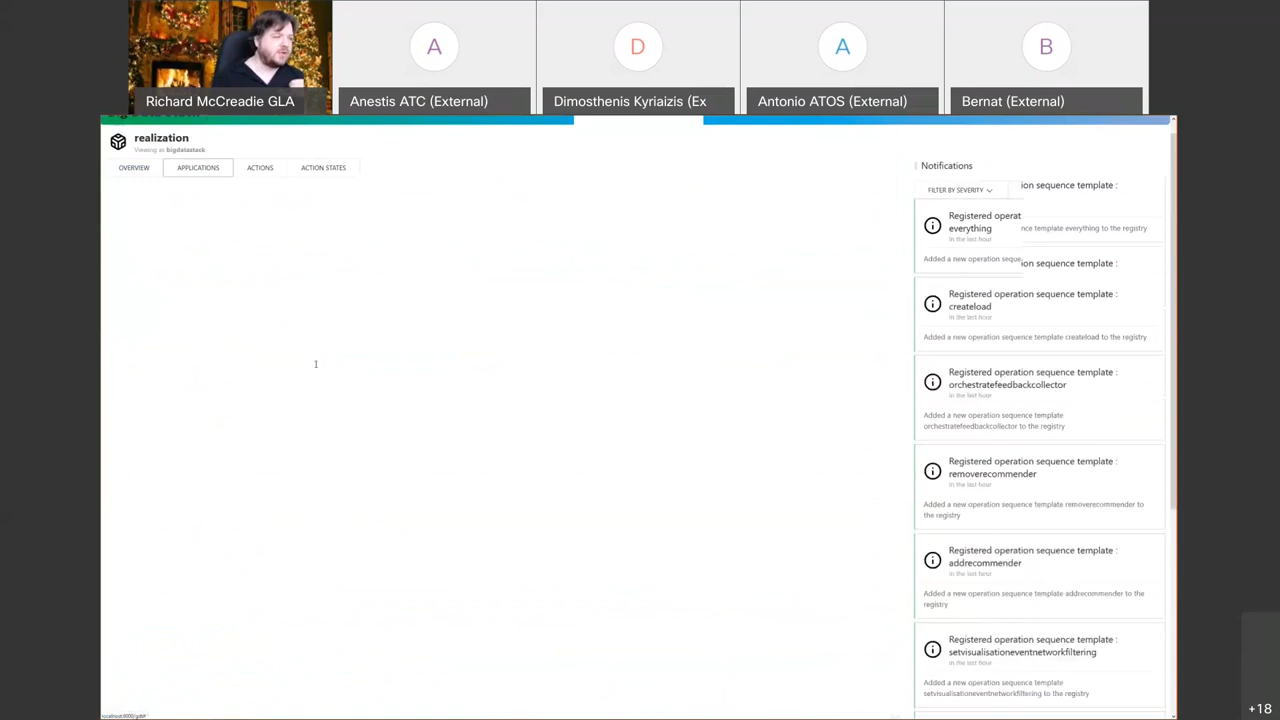 A
D
A
B
Richard McCreadie GLA
Anestis ATC (External)
Dimosthenis Kyriaizis (Ex
Antonio ATOS (External)
Bernat (External)
realization
Viewing as bigdatastack
OVERVIEW
APPLICATIONS
ACTIONS
ACTION STATES
Notifications
FILTER BY SEVERITY
ion sequence template :
Registered operat
everything
in the last hour
nce template everything to the registry
Added a new operation seque
ion sequence template :
Registered operation sequence template :
createload
in the last hour
Added a new operation sequence template createload to the registry
Registered operation sequence template :
orchestratefeedbackcollector
in the last hour
Added a new operation sequence template
orchestratefeedbackcollector to the registry
Registered operation sequence template :
removerecommender
in the last hour
Added a new operation sequence template removerecommender to
the registry
Registered operation sequence template :
addrecommender
in the last hour
Added a new operation sequence template addrecommender to the
registry
Registered operation sequence template :
setvisualisationeventnetworkfiltering
in the last hour
Added a new operation sequence template
setvisualisationeventnetworkfiltering to the registry
+18